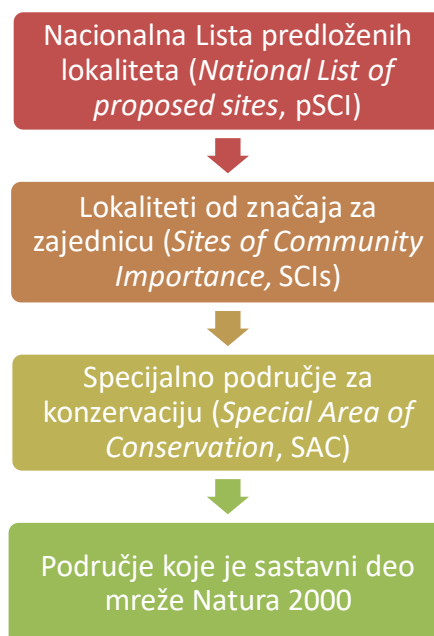 Nacionalna Lista predloženih
lokaliteta (National List of
proposed sites, pSCI)
Lokaliteti od značaja za
zajednicu (Sites of Community
Importance, SCIs)
Specijalno područje za
konzervaciju (Special Area of
Conservation, SAC)
Područje koje je sastavni deo
mreže Natura 2000